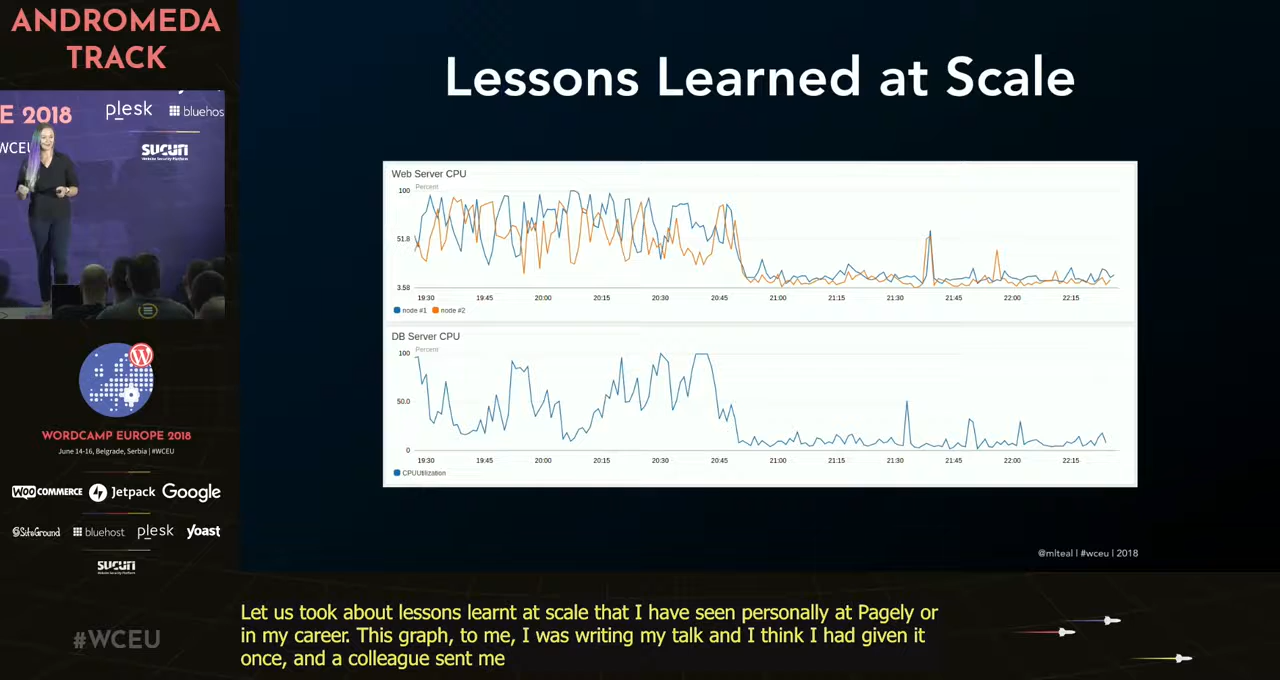 ANDROMEDA
TRACK
E 2018
plesk
bluehos
WCEU
SUCURI
Website Security Platform
WORDCAMP EUROPE 2018
June 14-16, Belgrade, Serbia | #WCEU
WOO COMMERCE
Jetpack
Google
SiteGround
bluehost
plesk
yoast
SUCURI
#WCEU
Lessons Learned at Scale
Web Server CPU
Percent
100
51.8
3.58
19:30 19:45 20:00 20:15 20:30 20:45 21:00 21:15 21:30 21:45 22:00 22:15
node #1 node #2
DB Server CPU
Percent
100
50.0
0
19:30 19:45 20:00 20:15 20:30 20:45 21:00 21:15 21:30 21:45 22:00 22:15
CPUUtilization
@mlteal | #wceu | 2018
Let us took about lessons learnt at scale that I have seen personally at Pagely or
in my career. This graph, to me, I was writing my talk and I think I had given it
once, and a colleague sent me